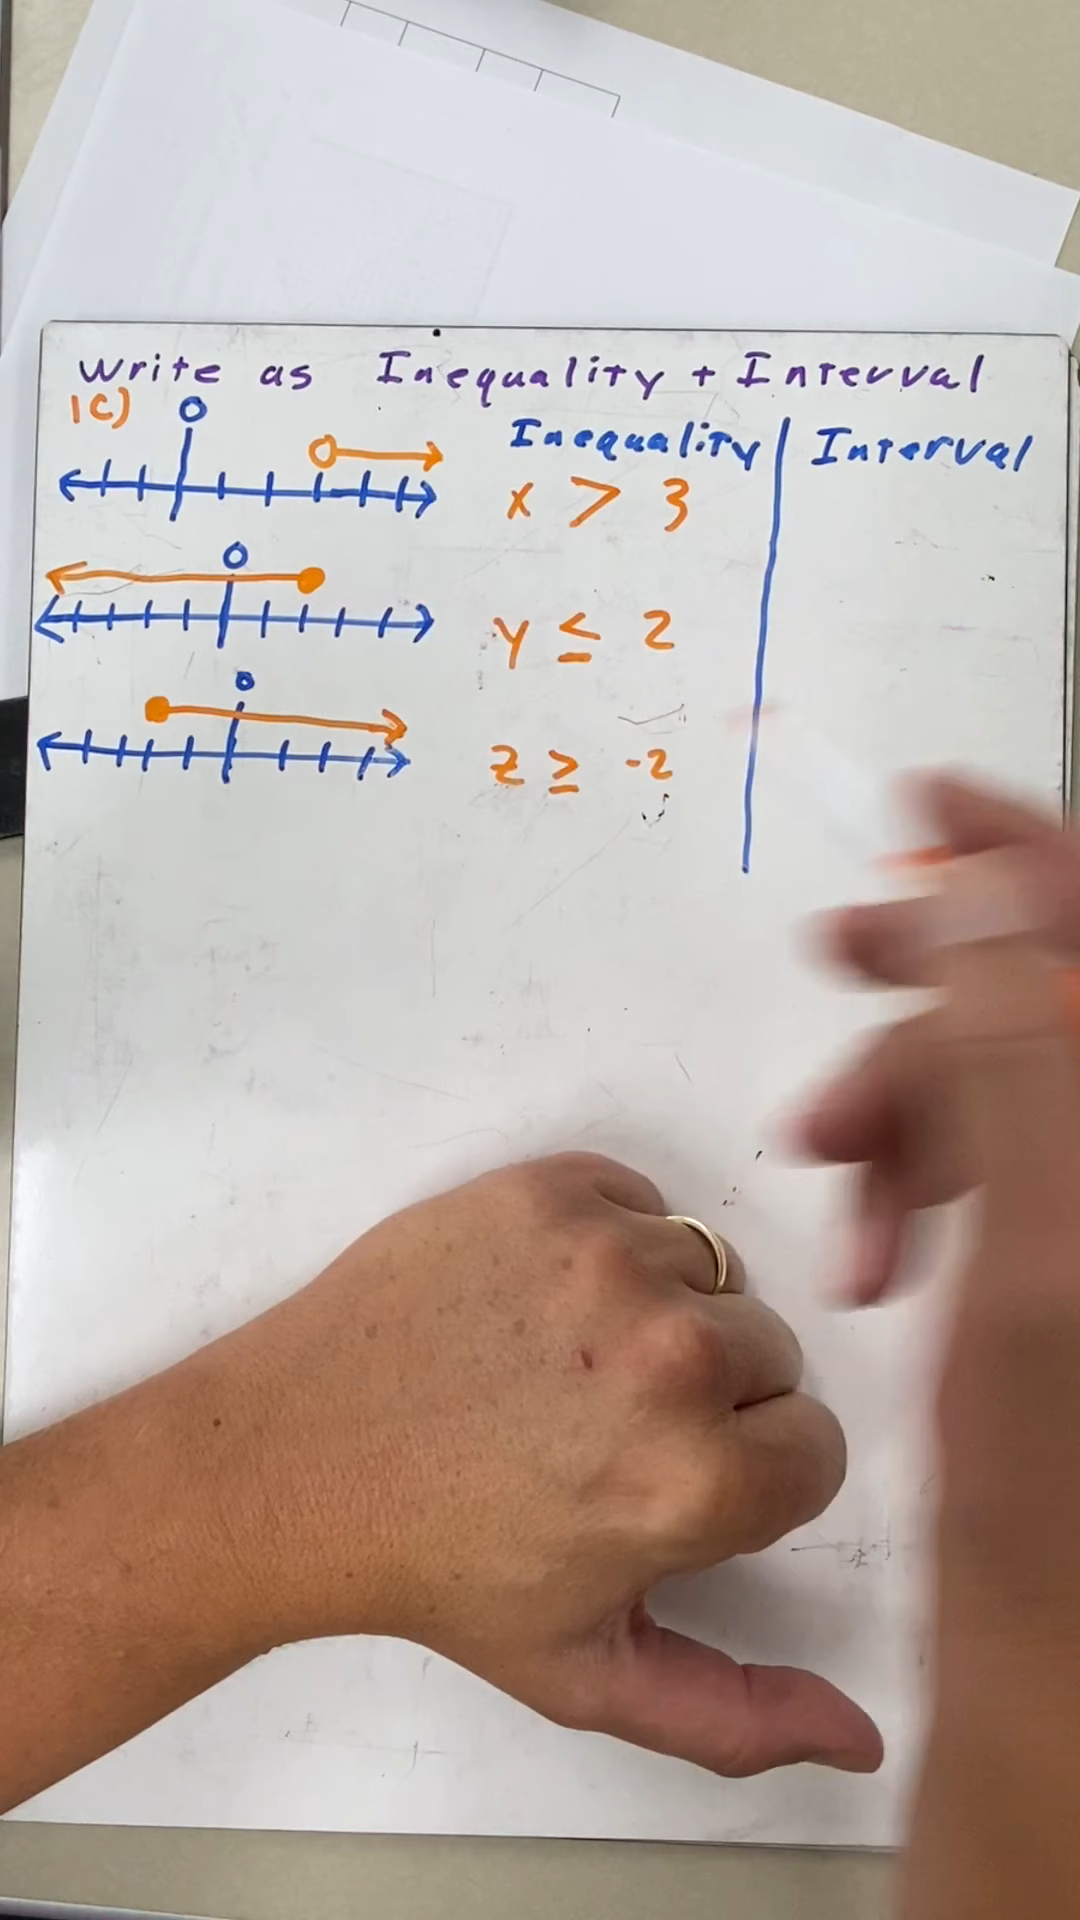 Write as Inequality + Interval
1C)
0
Inequality
Interval
x > 3
0
y ≤ 2
0
z ≥ -2